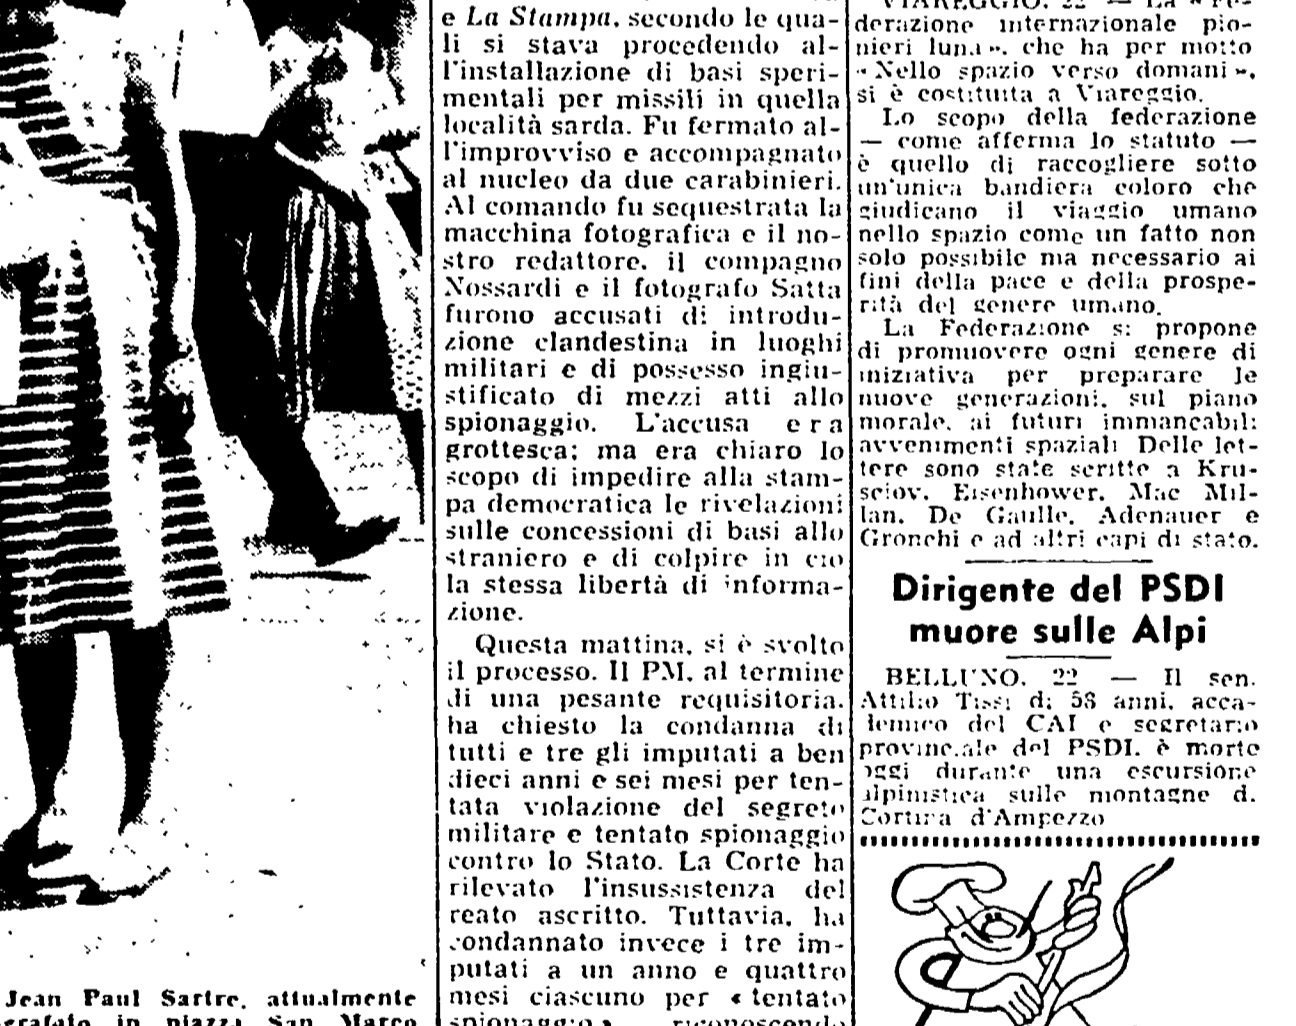 e La Stampa, secondo le qua-
li si stava procedendo al-
l'installazione di basi speri-
mentali per missili in quella
località sarda. Fu fermato al-
l'improvviso e accompagnato
al nucleo da due carabinieri.
Al comando fu sequestrata la
macchina fotografica e il no-
stro redattore, il compagno
Nossardi e il fotografo Satta
furono accusati di introdu-
zione clandestina in luoghi
militari e di possesso ingiu-
stificato di mezzi atti allo
spionaggio. L'accusa era
grottesca; ma era chiaro lo
scopo di impedire alla stam-
pa democratica le rivelazioni
sulle concessioni di basi allo
straniero e di colpire in ciò
la stessa libertà di informa-
zione.
Questa mattina, si è svolto
il processo. Il PM, al termine
di una pesante requisitoria,
ha chiesto la condanna di
tutti e tre gli imputati a ben
dieci anni e sei mesi per ten-
tata violazione del segreto
militare e tentato spionaggio
contro lo Stato. La Corte ha
rilevato l'insussistenza del
reato ascritto. Tuttavia, ha
condannato invece i tre im-
putati a un anno e quattro
mesi ciascuno per « tentato
spionaggio », riconoscendo
VIAREGGIO, 22 — La « Fe-
derazione internazionale pio-
nieri luna », che ha per motto
« Nello spazio verso domani »,
si è costituita a Viareggio.
Lo scopo della federazione
— come afferma lo statuto —
è quello di raccogliere sotto
un'unica bandiera coloro che
giudicano il viaggio umano
nello spazio come un fatto non
solo possibile ma necessario ai
fini della pace e della prospe-
rità del genere umano.
La Federazione si propone
di promuovere ogni genere di
iniziativa per preparare le
nuove generazioni, sul piano
morale, ai futuri immancabili
avvenimenti spaziali Delle let-
tere sono state scritte a Kru-
sciov, Eisenhower, Mac Mil-
lan, De Gaulle, Adenauer e
Gronchi e ad altri capi di stato.
Dirigente del PSDI
muore sulle Alpi
BELLUNO, 22 — Il sen.
Attilio Tissi di 58 anni, acca-
demico del CAI e segretario
provinciale del PSDI, è morto
oggi durante una escursione
alpinistica sulle montagne di
Cortina d'Ampezzo
Jean Paul Sartre, attualmente
grafato in piazza San Marco